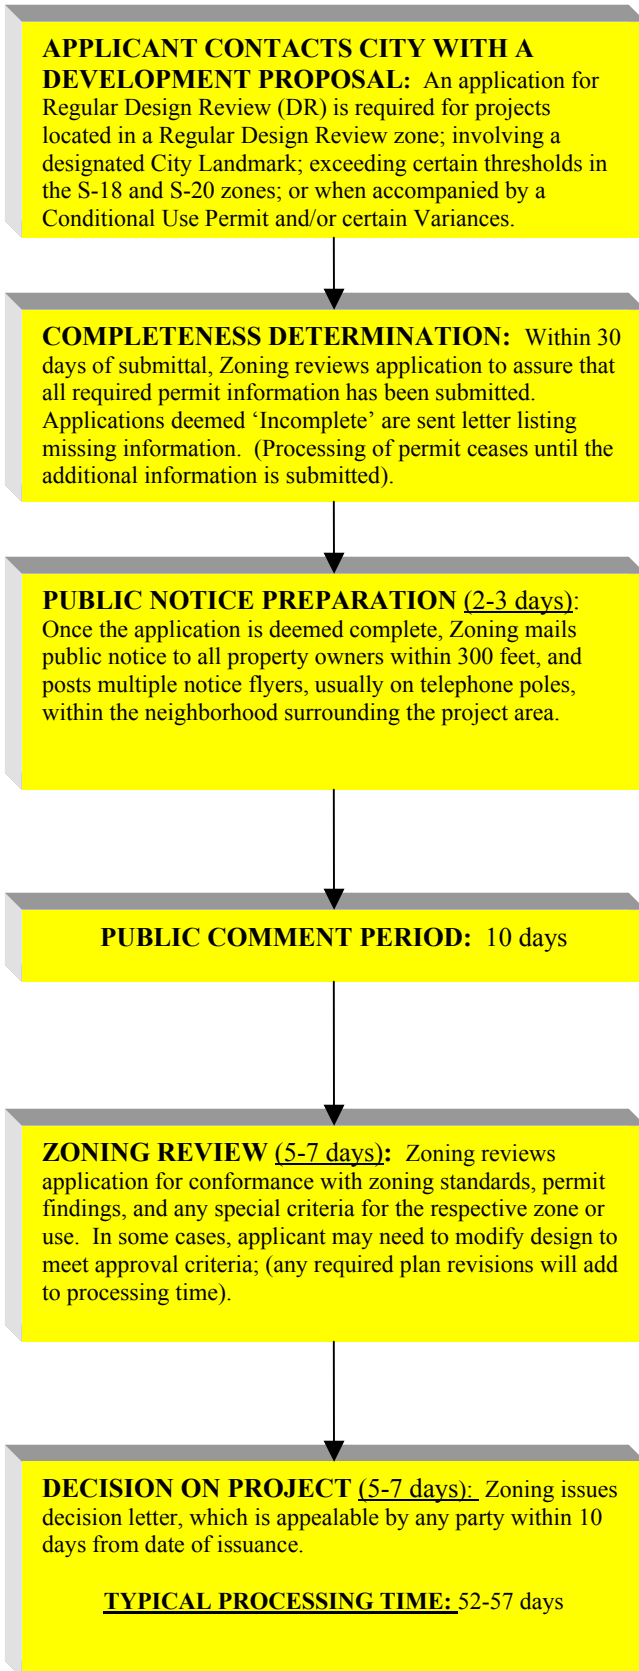 APPLICANT CONTACTS CITY WITH A
DEVELOPMENT PROPOSAL: An application for
Regular Design Review (DR) is required for projects
located in a Regular Design Review zone; involving a
designated City Landmark; exceeding certain thresholds in
the S-18 and S-20 zones; or when accompanied by a
Conditional Use Permit and/or certain Variances.
COMPLETENESS DETERMINATION: Within 30
days of submittal, Zoning reviews application to assure that
all required permit information has been submitted.
Applications deemed ‘Incomplete’ are sent letter listing
missing information. (Processing of permit ceases until the
additional information is submitted).
PUBLIC NOTICE PREPARATION (2-3 days):
Once the application is deemed complete, Zoning mails
public notice to all property owners within 300 feet, and
posts multiple notice flyers, usually on telephone poles,
within the neighborhood surrounding the project area.
PUBLIC COMMENT PERIOD: 10 days
ZONING REVIEW (5-7 days): Zoning reviews
application for conformance with zoning standards, permit
findings, and any special criteria for the respective zone or
use. In some cases, applicant may need to modify design to
meet approval criteria; (any required plan revisions will add
to processing time).
DECISION ON PROJECT (5-7 days): Zoning issues
decision letter, which is appealable by any party within 10
days from date of issuance.
TYPICAL PROCESSING TIME: 52-57 days